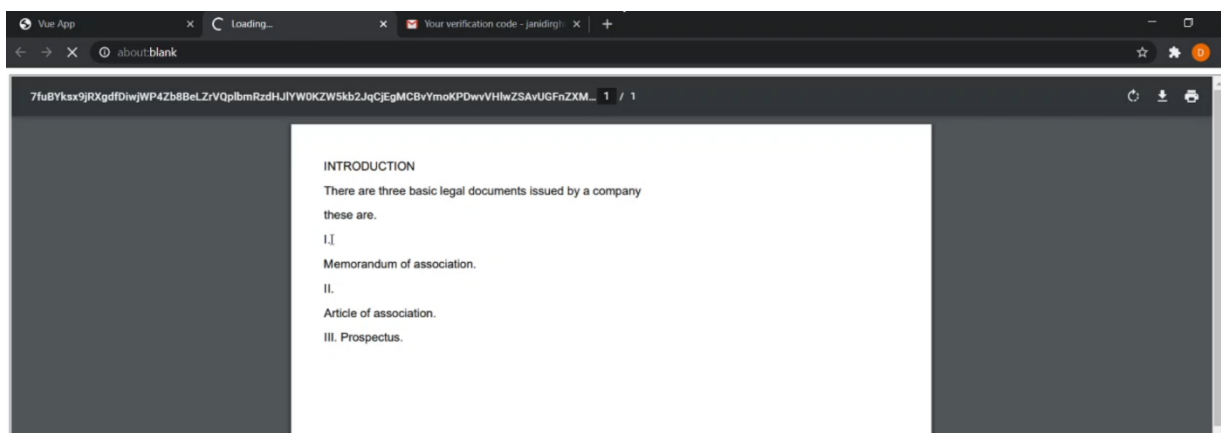 Vue App
Loading...
Your verification code - janidirgh
about:blank
D
7fuBYksx9jRXgdfDiwjWP4Zb8BeLZrVQplbmRzdHJlYW0KZW5kb2JqCjEgMCBvYmoKPDwvVHlwZSAvUGFnZXM... 1 / 1
INTRODUCTION
There are three basic legal documents issued by a company
these are.
I.
Memorandum of association.
II.
Article of association.
III. Prospectus.